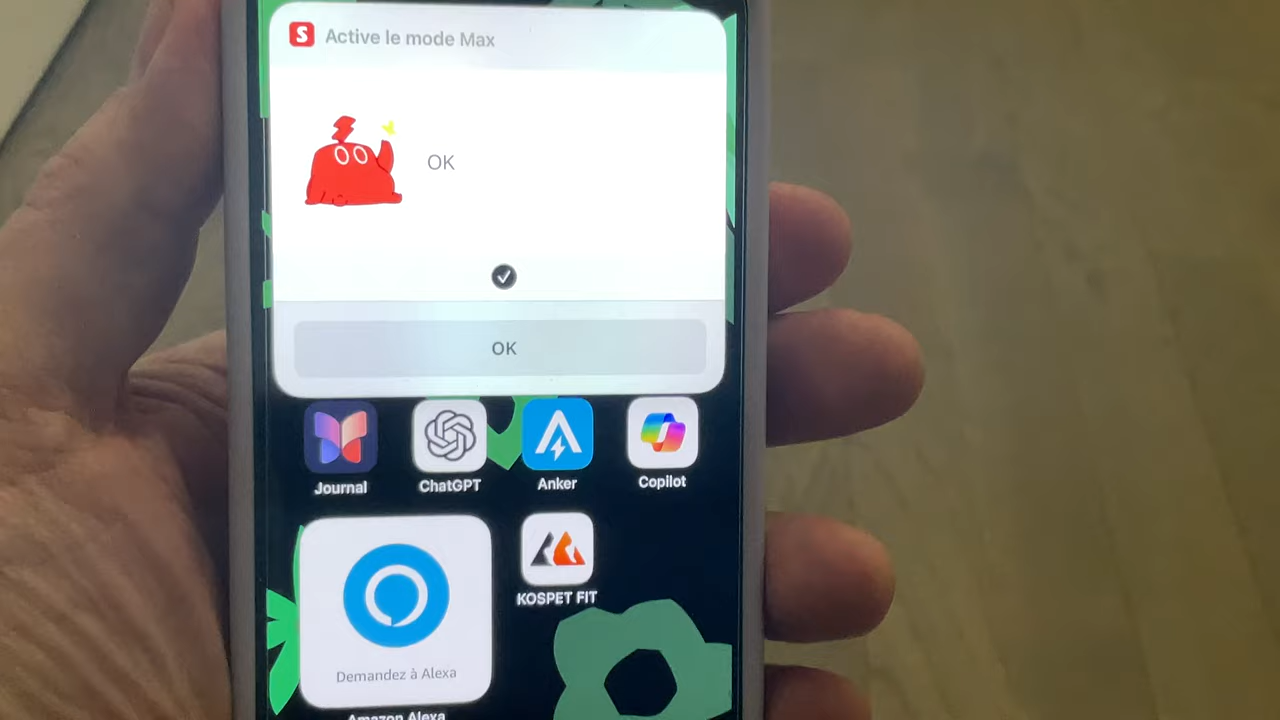 S Active le mode Max
OK
OK
Journal
ChatGPT
Anker
Copilot
KOSPET FIT
Demandez à Alexa
Amazon Alexa